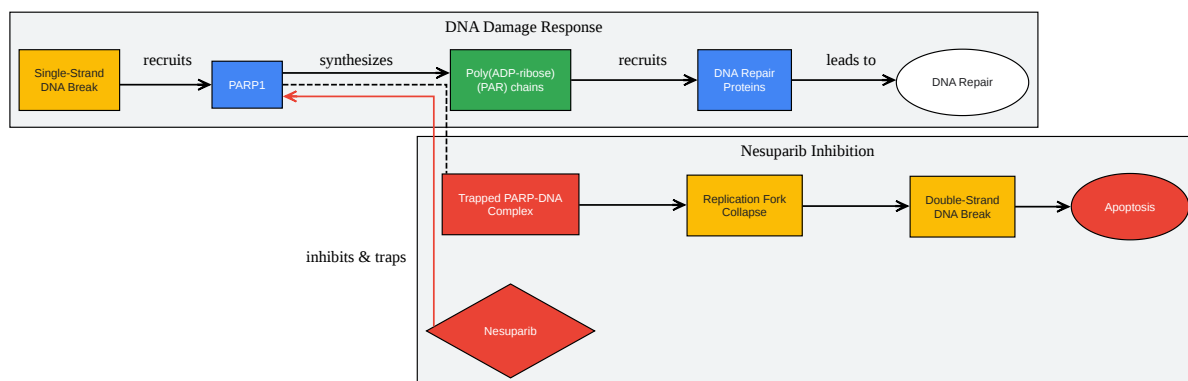 DNA Damage Response
recruits
synthesizes
recruits
leads to
Single-Strand
DNA Break
PARP1
Poly(ADP-ribose)
(PAR) chains
DNA Repair
Proteins
DNA Repair
Nesuparib Inhibition
Trapped PARP-DNA
Complex
Replication Fork
Collapse
Double-Strand
DNA Break
Apoptosis
inhibits & traps
Nesuparib